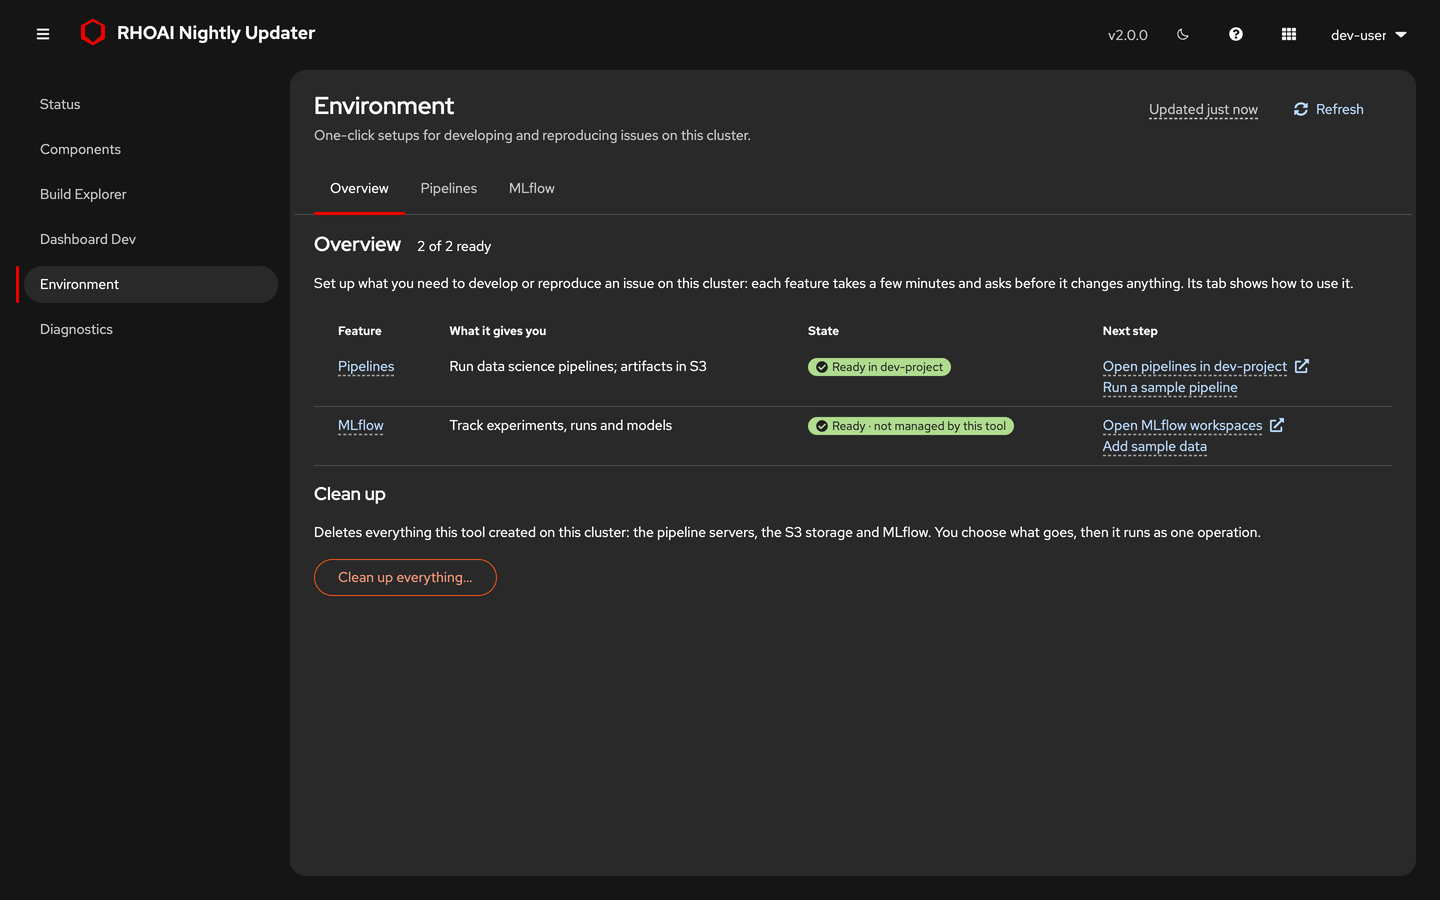 RHOAI Nightly Updater
v2.0.0
dev-user
Status
Components
Build Explorer
Dashboard Dev
Environment
Diagnostics
Environment
One-click setups for developing and reproducing issues on this cluster.
Updated just now
Refresh
Overview
Pipelines
MLflow
Overview
2 of 2 ready
Set up what you need to develop or reproduce an issue on this cluster: each feature takes a few minutes and asks before it changes anything. Its tab shows how to use it.
Feature
What it gives you
State
Next step
Pipelines
Run data science pipelines; artifacts in S3
Ready in dev-project
Open pipelines in dev-project
Run a sample pipeline
MLflow
Track experiments, runs and models
Ready · not managed by this tool
Open MLflow workspaces
Add sample data
Clean up
Deletes everything this tool created on this cluster: the pipeline servers, the S3 storage and MLflow. You choose what goes, then it runs as one operation.
Clean up everything...